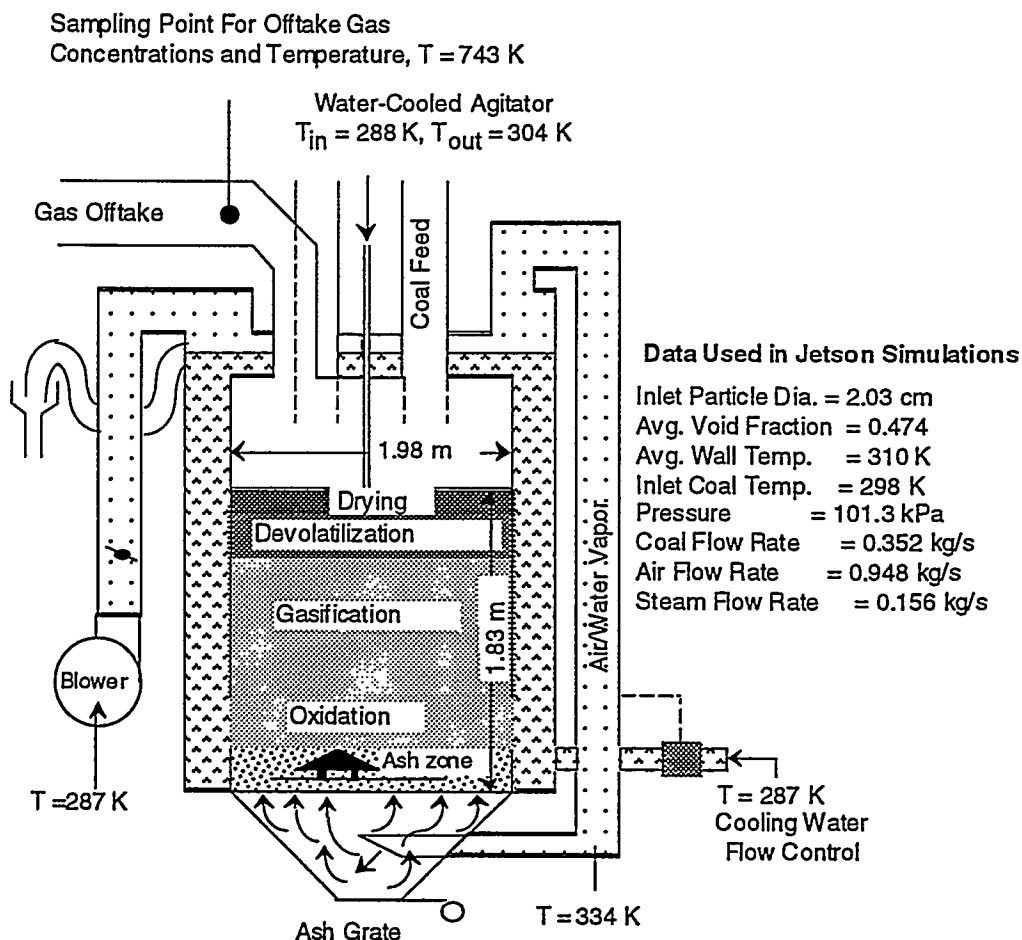 Sampling Point For Offtake Gas
Concentrations and Temperature, T = 743 K
Water-Cooled Agitator
Tin = 288 K, Tout = 304 K
Gas Offtake
Coal Feed
Data Used in Jetson Simulations
Inlet Particle Dia. = 2.03 cm
Avg. Void Fraction = 0.474
Avg. Wall Temp. = 310 K
Inlet Coal Temp. = 298 K
Pressure = 101.3 kPa
Coal Flow Rate = 0.352 kg/s
Air Flow Rate = 0.948 kg/s
Steam Flow Rate = 0.156 kg/s
1.98 m
Drying
Devolatilization
Gasification
1.83 m
Air/Water Vapor.
Blower
Oxidation
Ash zone
T =287 K
T = 287 K
Cooling Water
Flow Control
T = 334 K
Ash Grate